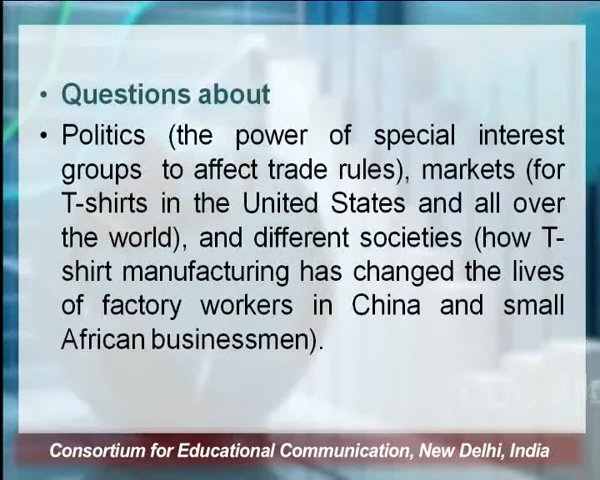 • Questions about
• Politics (the power of special interest
groups to affect trade rules), markets (for
T-shirts in the United States and all over
the world), and different societies (how T-
shirt manufacturing has changed the lives
of factory workers in China and small
African businessmen).
Consortium for Educational Communication, New Delhi, India